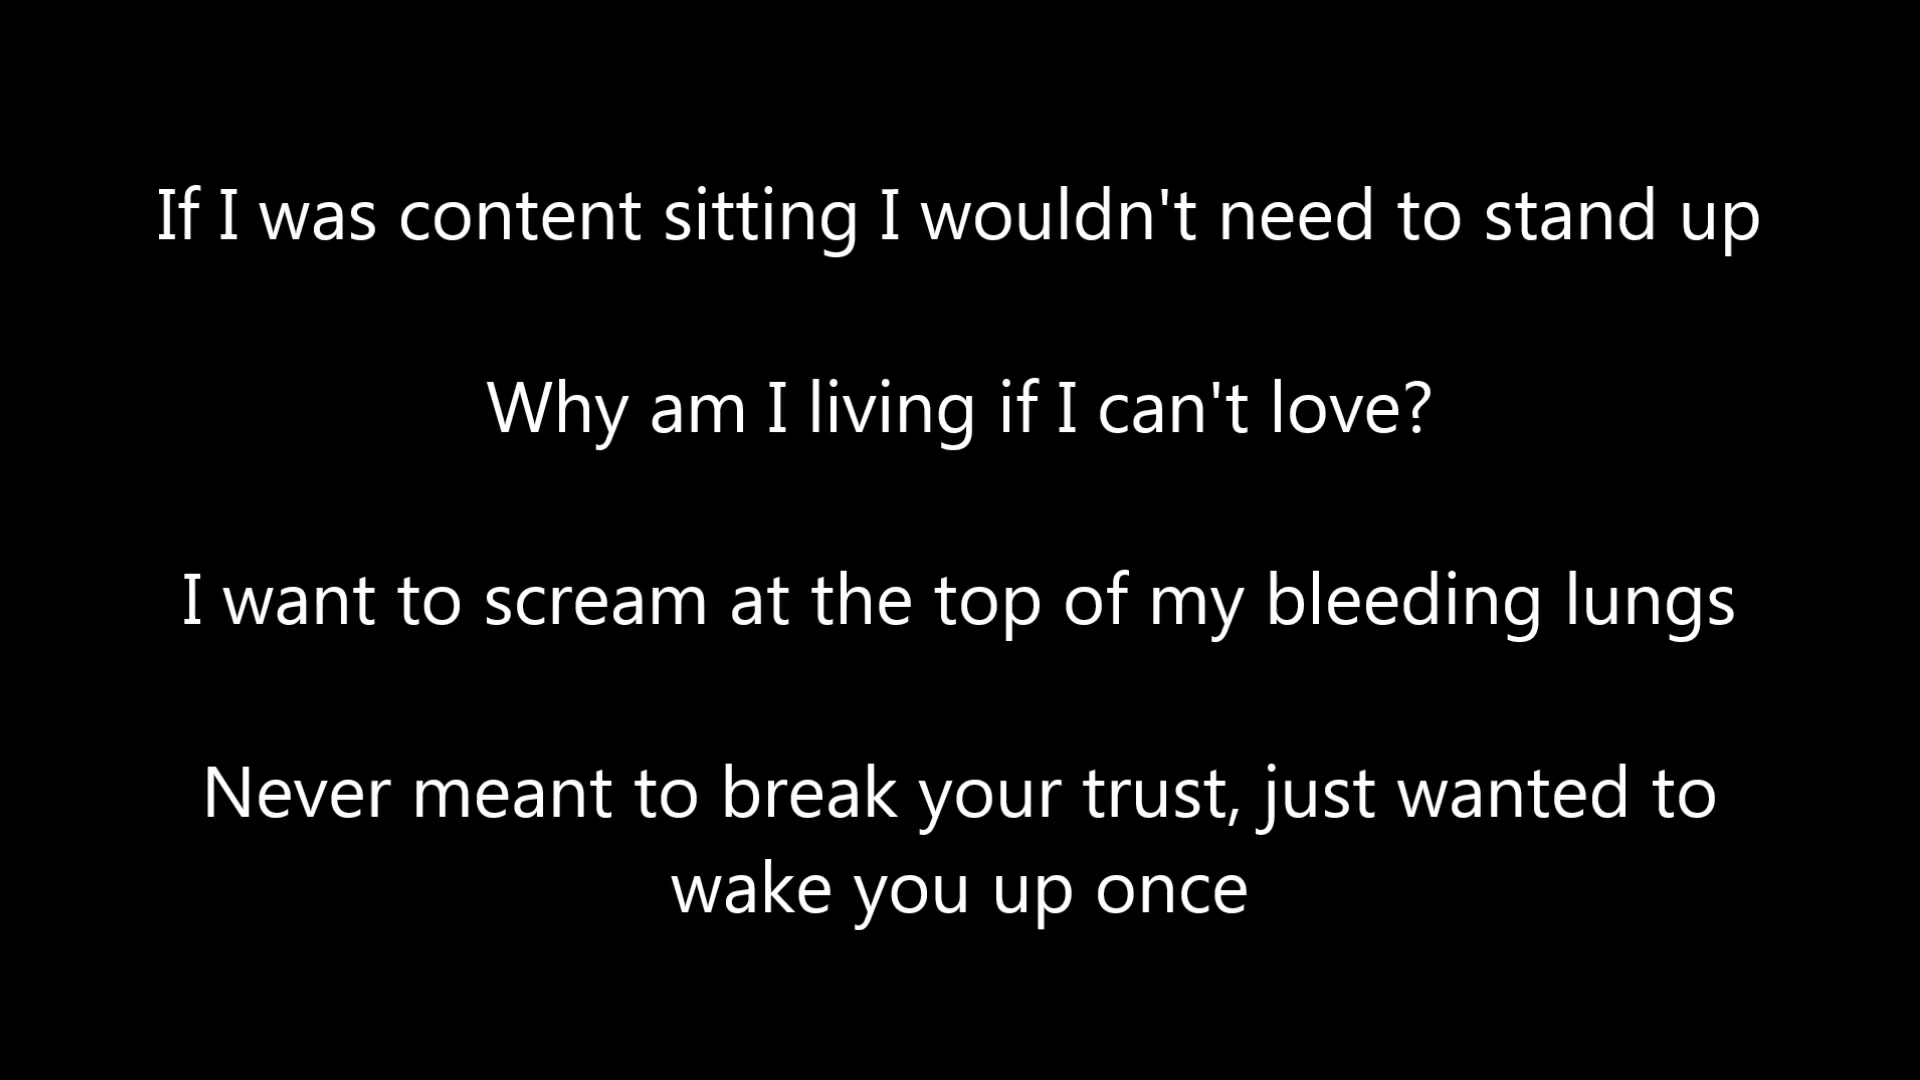 If I was content sitting I wouldn't need to stand up
Why am I living if I can't love?
I want to scream at the top of my bleeding lungs
Never meant to break your trust, just wanted to
wake you up once